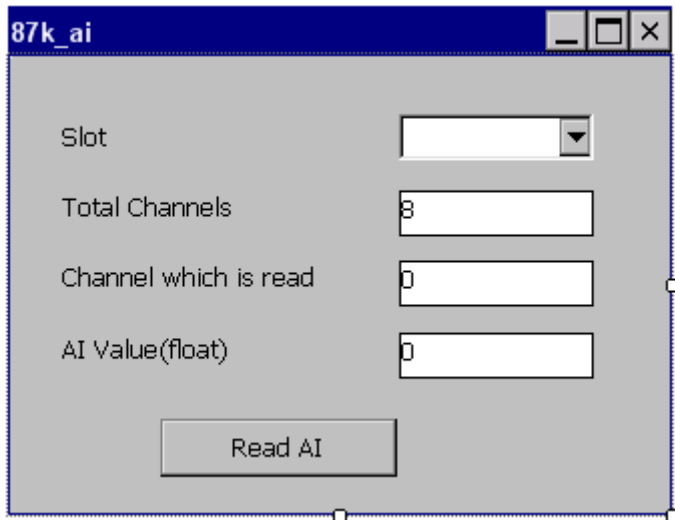 87k_ai
Slot
Total Channels 8
Channel which is read 0
AI Value(float) 0
Read AI